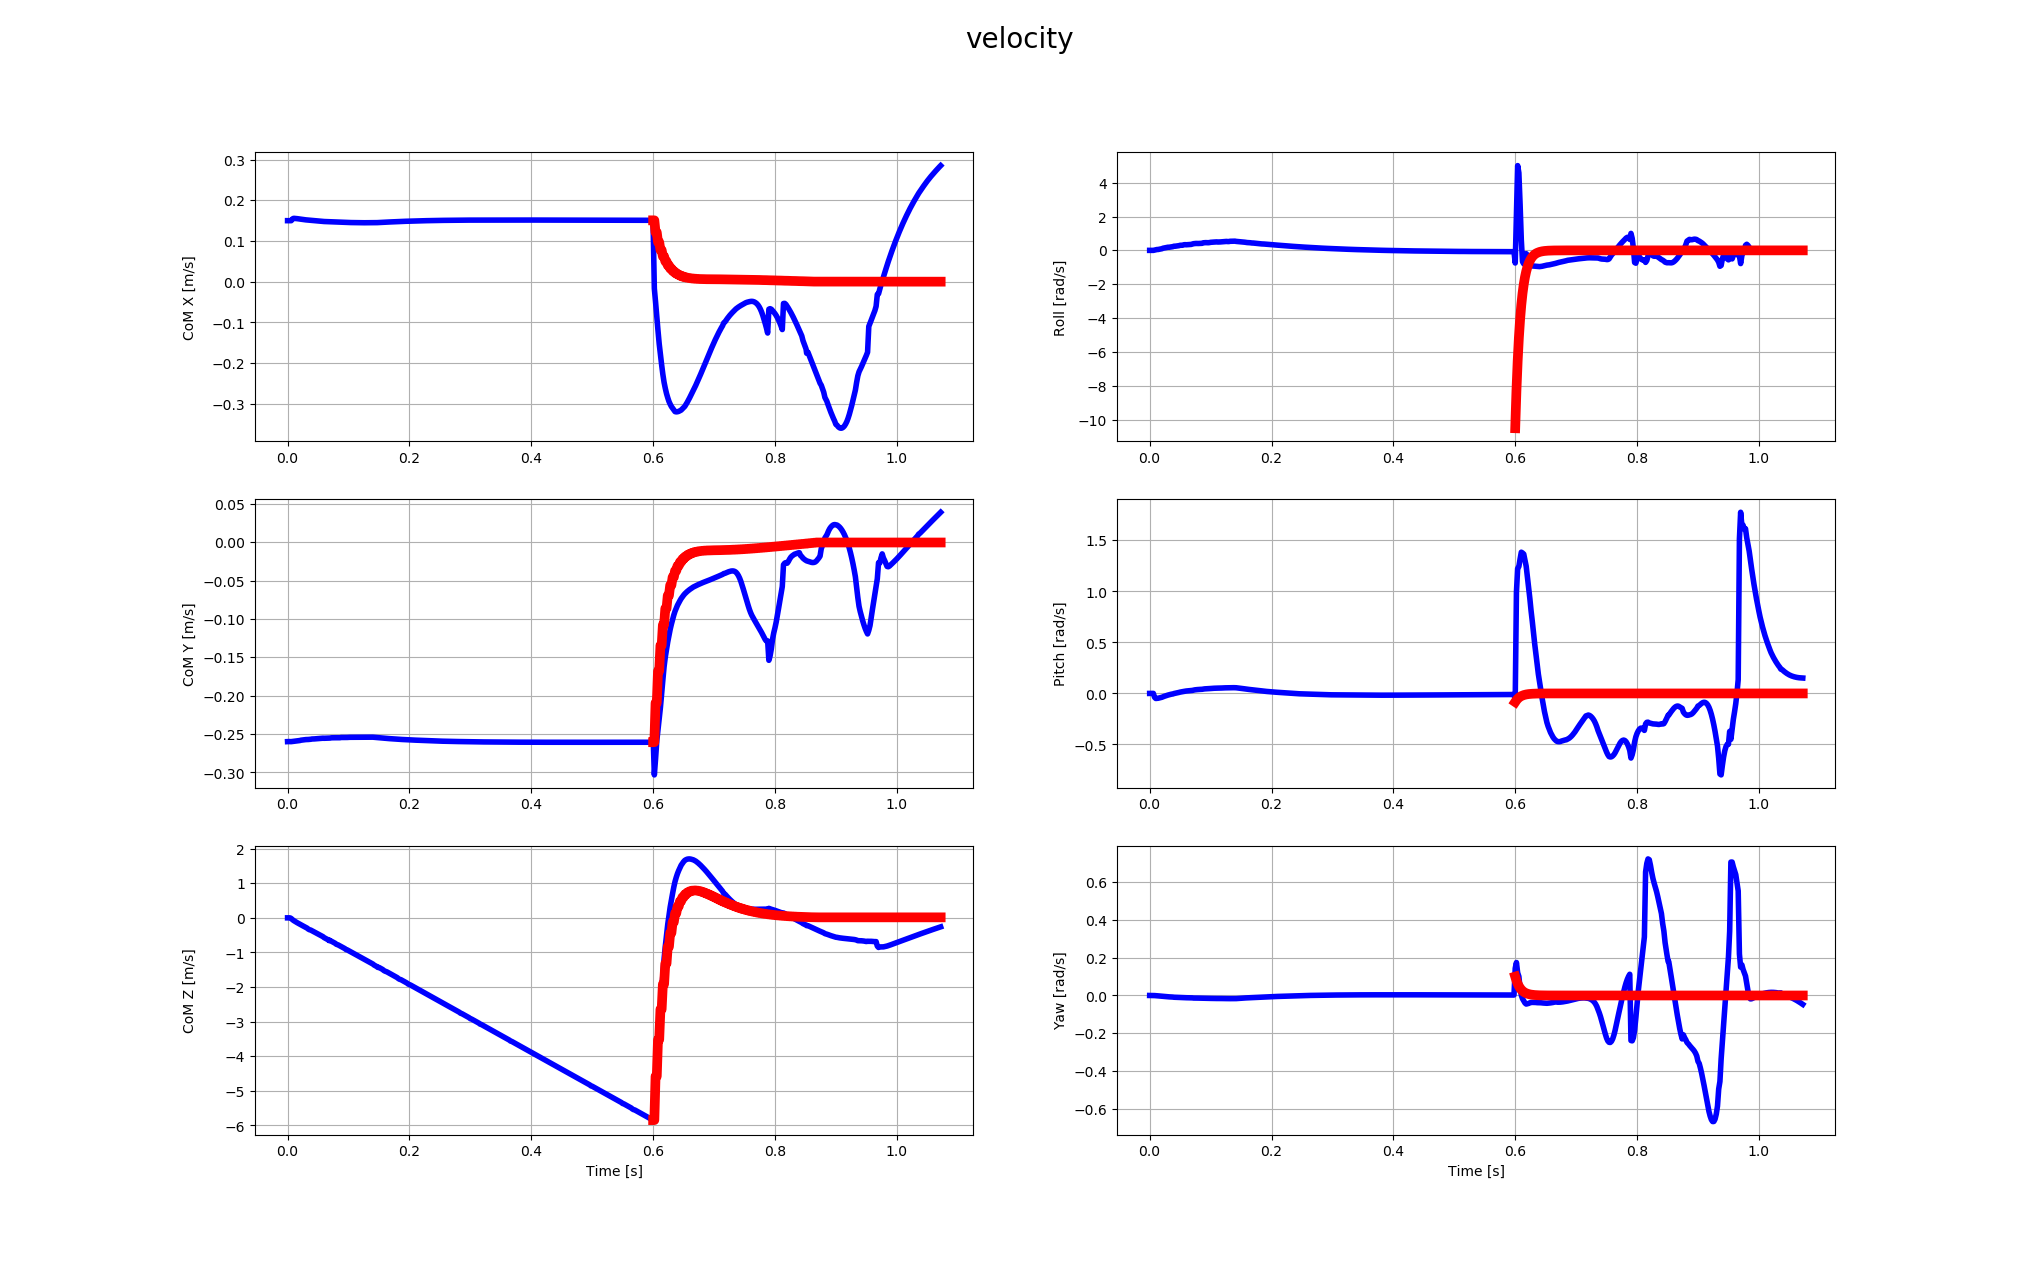 velocity
CoM X [m/s]
0.3
0.2
0.1
0.0
−0.1
−0.2
−0.3
0.0 0.2 0.4 0.6 0.8 1.0
Roll [rad/s]
4
2
0
−2
−4
−6
−8
−10
0.0 0.2 0.4 0.6 0.8 1.0
CoM Y [m/s]
0.05
0.00
−0.05
−0.10
−0.15
−0.20
−0.25
−0.30
0.0 0.2 0.4 0.6 0.8 1.0
Pitch [rad/s]
1.5
1.0
0.5
0.0
−0.5
0.0 0.2 0.4 0.6 0.8 1.0
CoM Z [m/s]
2
1
0
−1
−2
−3
−4
−5
−6
0.0 0.2 0.4 0.6 0.8 1.0
Time [s]
Yaw [rad/s]
0.6
0.4
0.2
0.0
−0.2
−0.4
−0.6
0.0 0.2 0.4 0.6 0.8 1.0
Time [s]